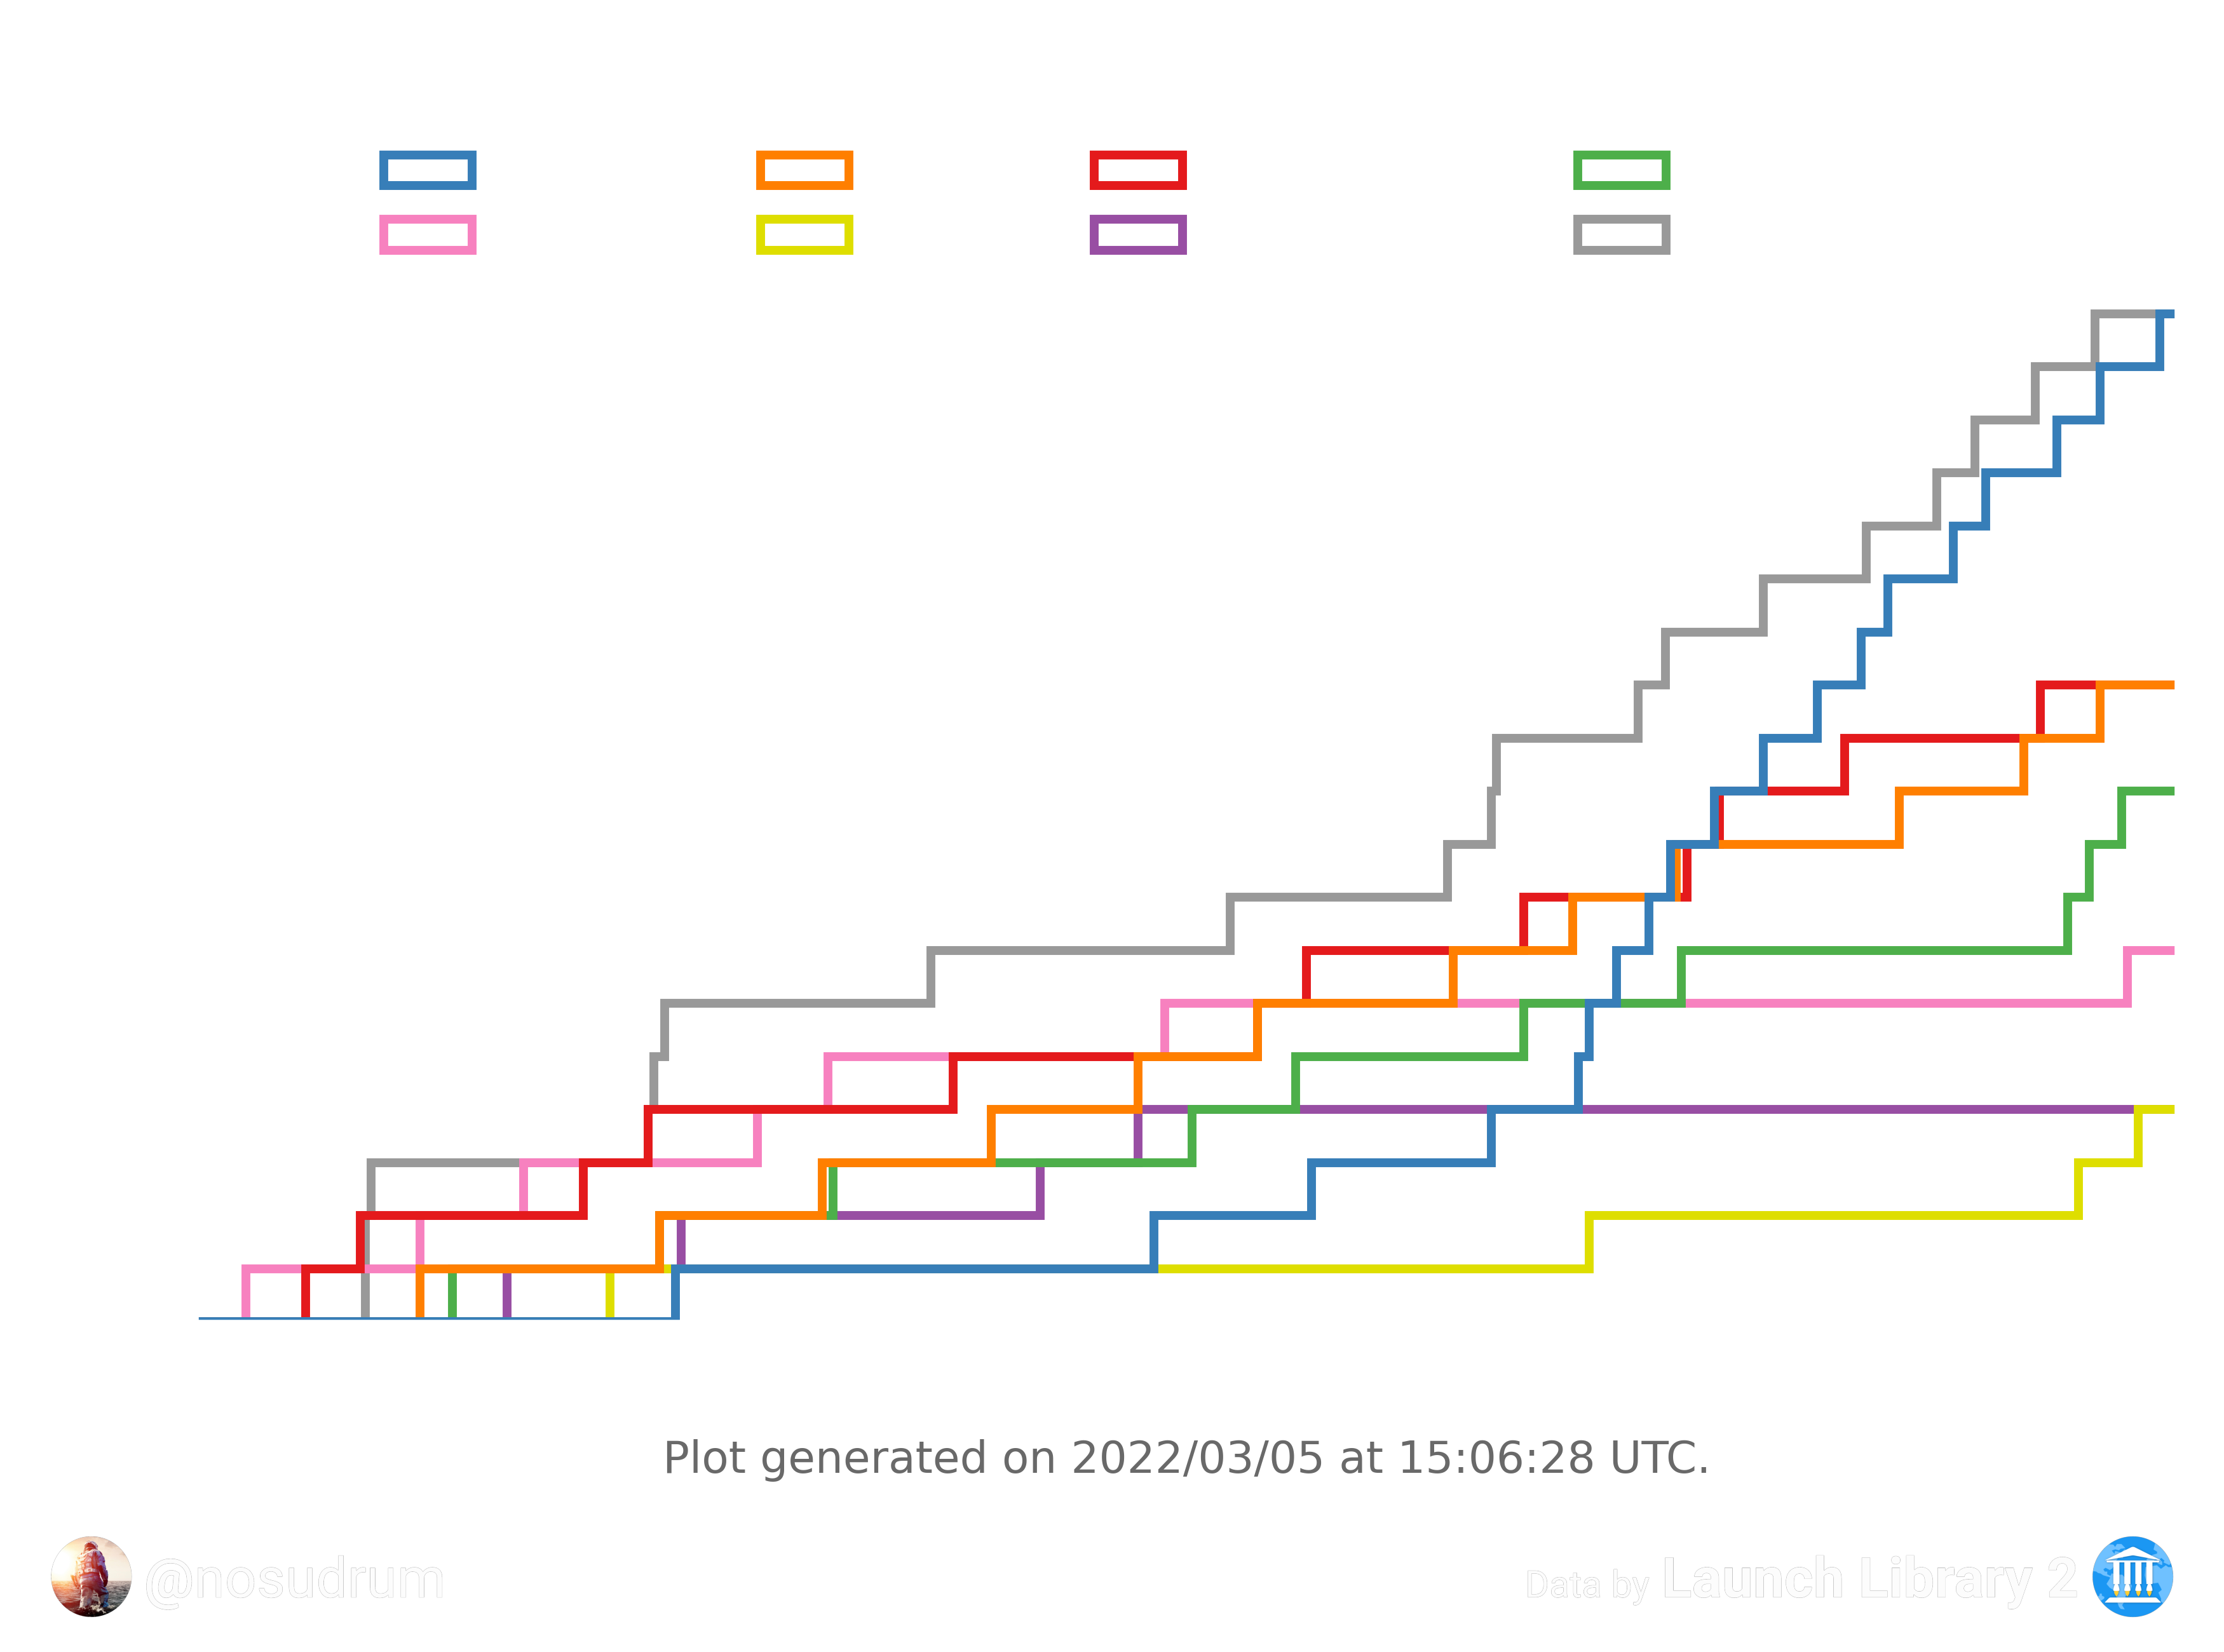 Plot generated on 2022/03/05 at 15:06:28 UTC.
@nosudrum
Data by Launch Library 2